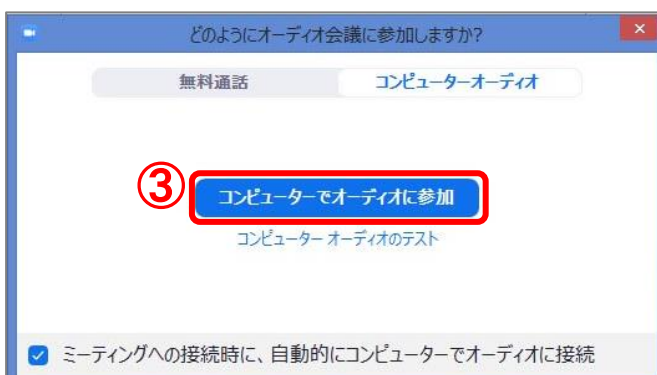 どのようにオーディオ会議に参加しますか?
無料通話
コンピューターオーディオ
③
コンピューターでオーディオに参加
コンピューター オーディオのテスト
ミーティングへの接続時に、自動的にコンピューターでオーディオに接続